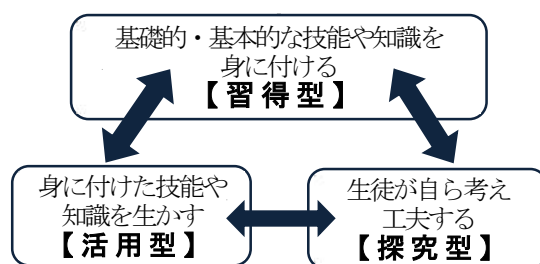 基礎的・基本的な技能や知識を
身に付ける
【習得型】
身に付けた技能や
知識を生かす
【活用型】
生徒が自ら考え
工夫する
【探究型】